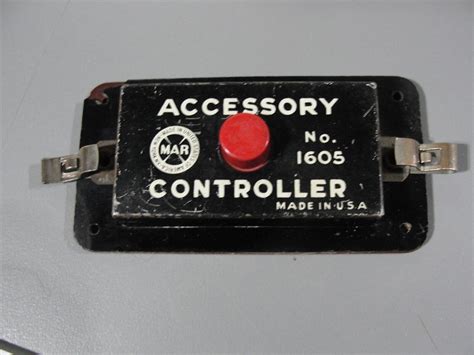 ACCESSORY
MAR
No.
1605
CONTROLLER
MADE IN U.S.A